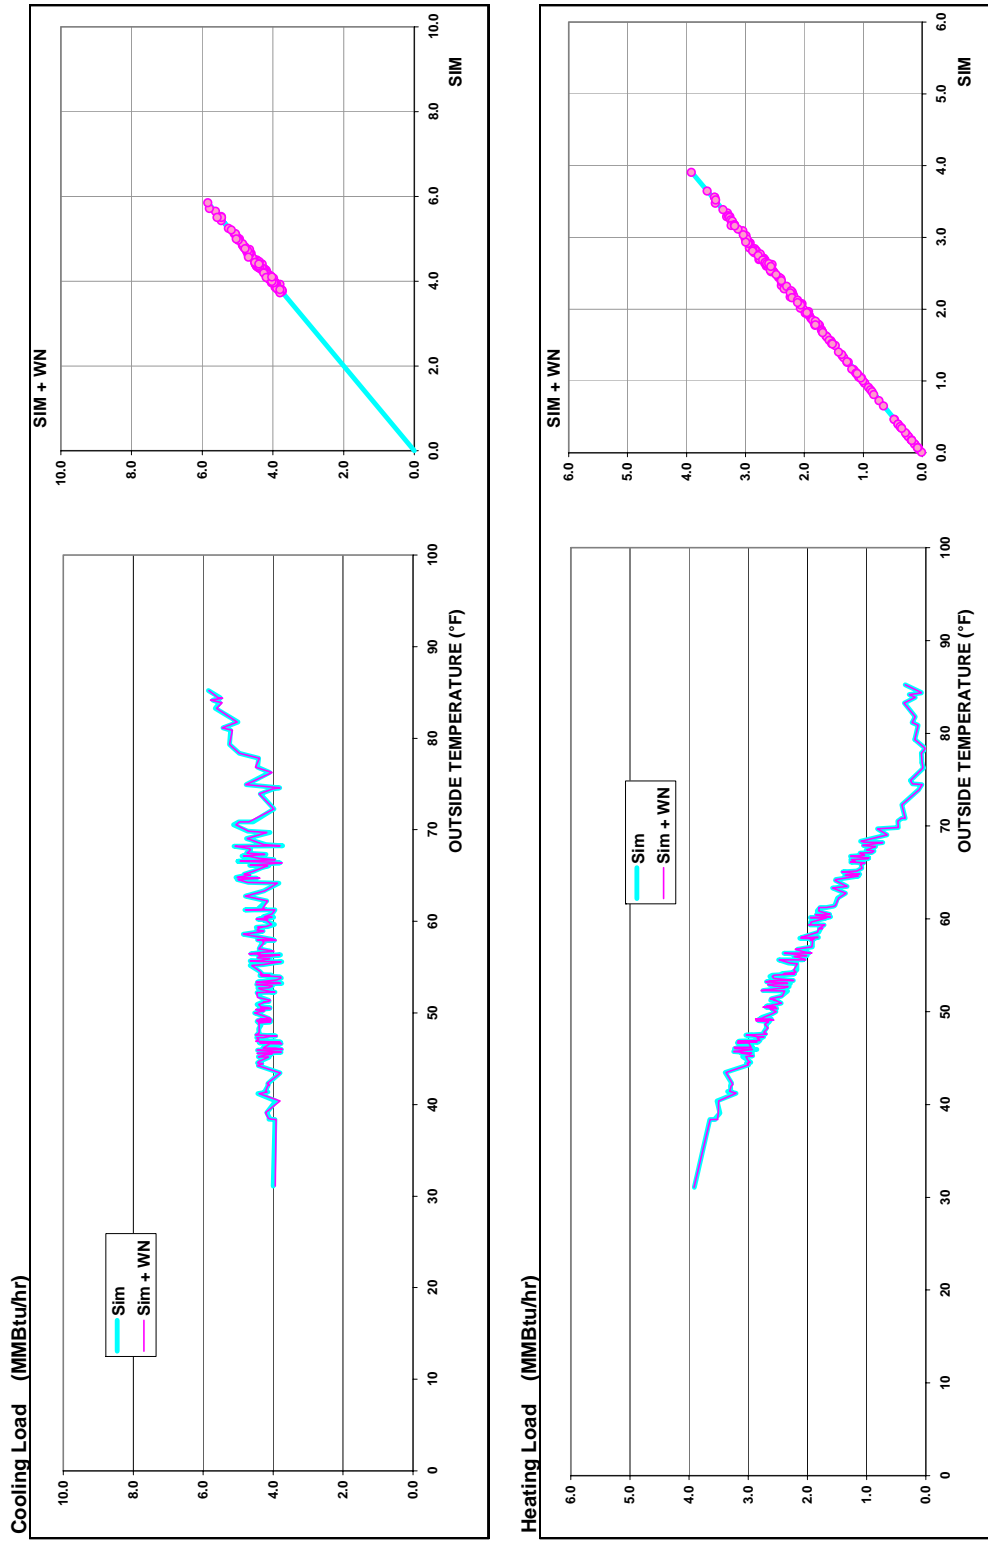 Cooling Load (MMBtu/hr)
10.0
8.0
6.0
4.0
2.0
0.0
0 10 20 30 40 50 60 70 80 90 100
OUTSIDE TEMPERATURE (°F)
Sim
Sim + WN
SIM + WN
10.0
8.0
6.0
4.0
2.0
0.0
0.0 2.0 4.0 6.0 8.0 10.0
SIM
Heating Load (MMBtu/hr)
6.0
5.0
4.0
3.0
2.0
1.0
0.0
0 10 20 30 40 50 60 70 80 90 100
OUTSIDE TEMPERATURE (°F)
Sim
Sim + WN
SIM + WN
6.0
5.0
4.0
3.0
2.0
1.0
0.0
0.0 1.0 2.0 3.0 4.0 5.0 6.0
SIM